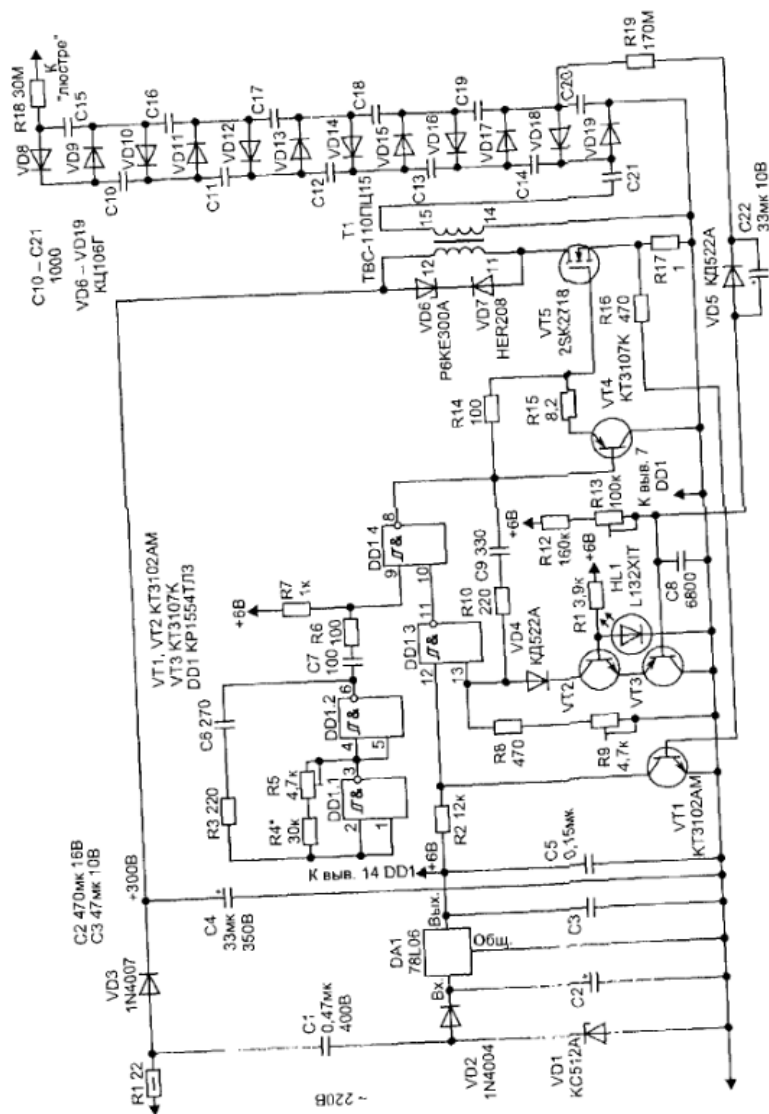 R18 30М
К
"люстре"
VD8
C15
VD9
VD10
C16
VD11
C17
VD12
VD13
C18
VD14
VD15
C19
VD16
VD17
C20
VD18
VD19
R19
170М
C10
C11
C12
C13
C14
C21
C10 – C21
1000
VD6 – VD19
КЦ106Г
T1
ТВС-110ПЦ15
15
14
12
11
VD6
P6KE300A
VD7
HER208
VT5
2SK2718
R17
1
R16
470
VD5
КД522А
C22
33мк 10В
R14
100
R15
8,2
VT4
КТ3107К
К выв. 7
DD1
VT1, VT2 КТ3102АМ
VT3 КТ3107К
DD1 КР1554ТЛ3
+6В
R7
1к
DD1.4
&
8
9
10
R6
100
C7
100
DD1.3
&
11
12
13
R10
220
C9 330
+6В
R12
160к
R13
100к
+6В
R1 3,9к
HL1
L132XIT
C8
6800
VD4
КД522А
VT2
VT3
R8
470
R9
4,7к
VT1
КТ3102АМ
C6 270
R3 220
DD1.2
&
6
4
5
R5
4,7к
R4*
30к
DD1.1
&
3
2
1
К выв. 14 DD1
+6В
R2 12к
C5
0,15мк
C2 470мк 16В
C3 47мк 10В
+300В
C4
33мк
350В
DA1
78L06
Вх.
Вых.
Общ.
C3
C2
VD3
1N4007
C1
0,47мк
400В
VD2
1N4004
VD1
КС512А
R1 22
~ 220В